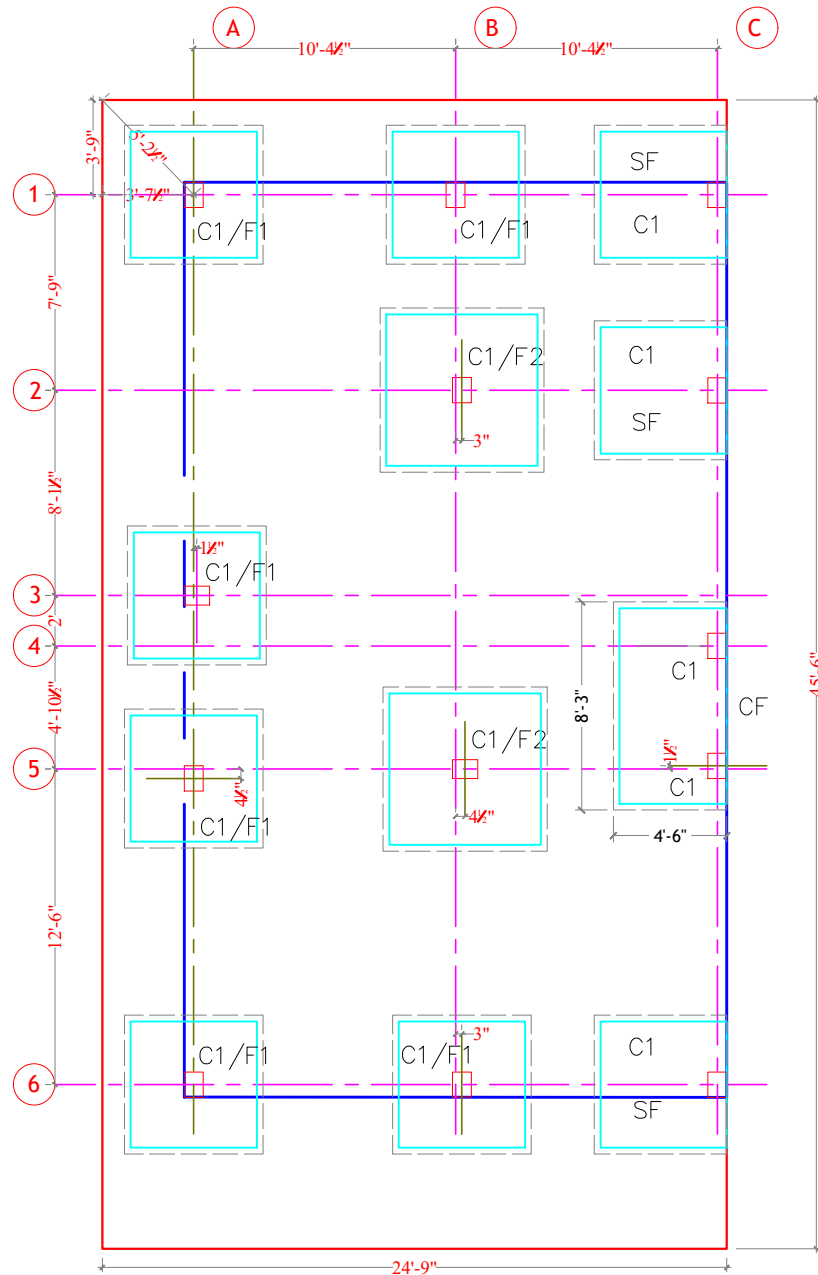 A
B
C
10'-4½"
10'-4½"
3'-9"
5'-2½"
SF
1
3'-7½"
C1/F1
C1/F1
C1
7'-9"
C1/F2
C1
2
SF
3"
8'-1½"
1½"
C1/F1
3
2'
4
C1
4'-10½"
8'-3"
CF
45'-6"
C1/F2
1½"
5
C1
4½"
4½"
C1/F1
4'-6"
12'-6"
3"
C1/F1
C1/F1
C1
6
SF
24'-9"